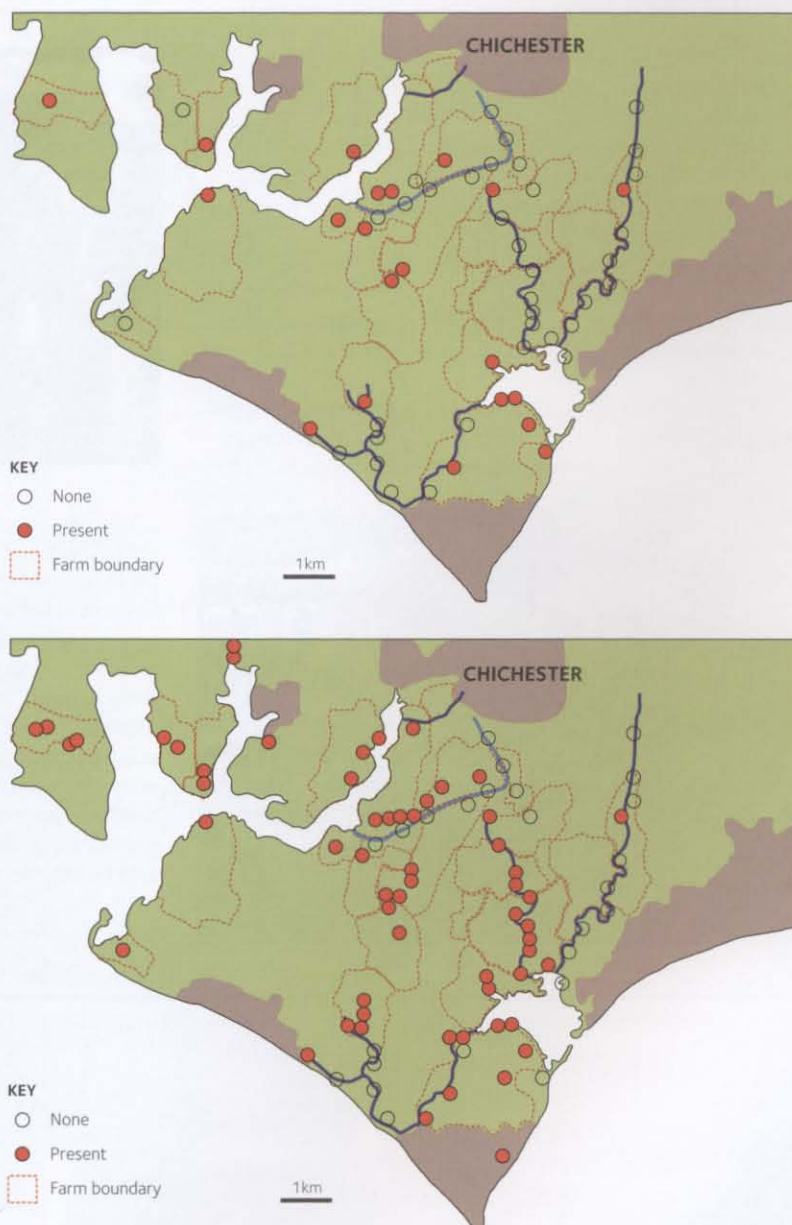 CHICHESTER
KEY
None
Present
Farm boundary
1km
CHICHESTER
KEY
None
Present
Farm boundary
1km